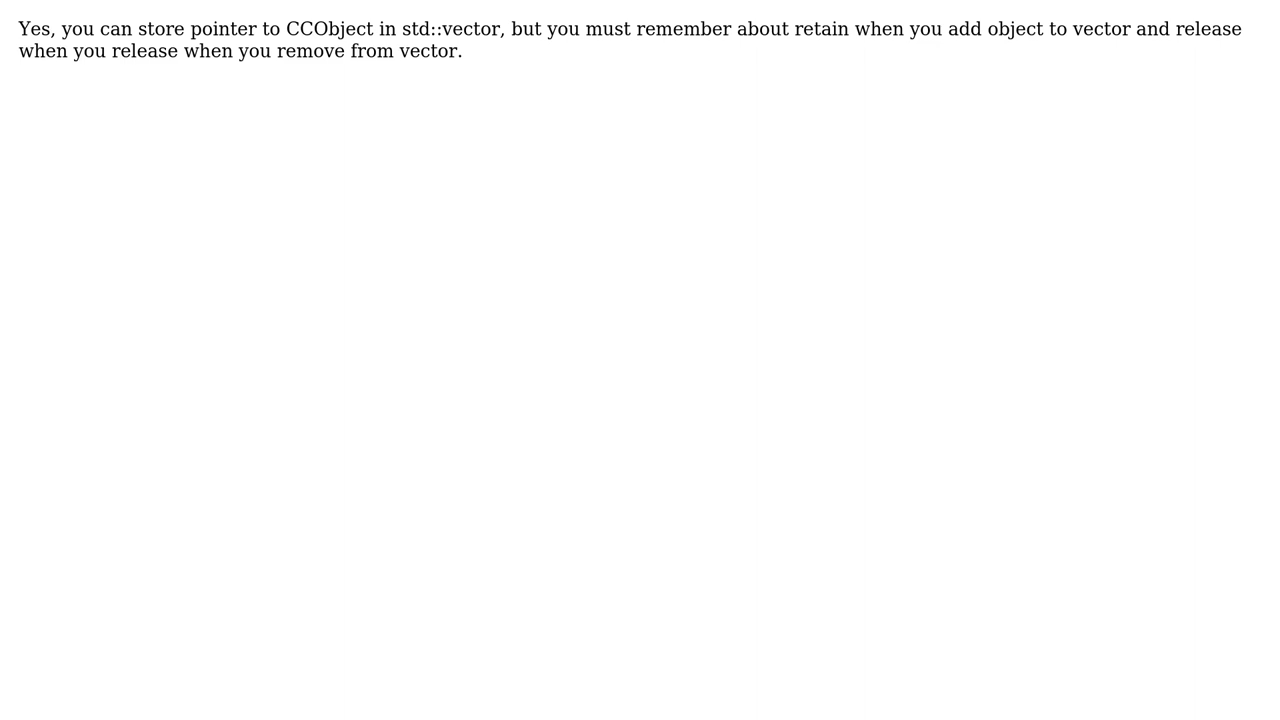 Yes, you can store pointer to CCObject in std::vector, but you must remember about retain when you add object to vector and release
when you release when you remove from vector.